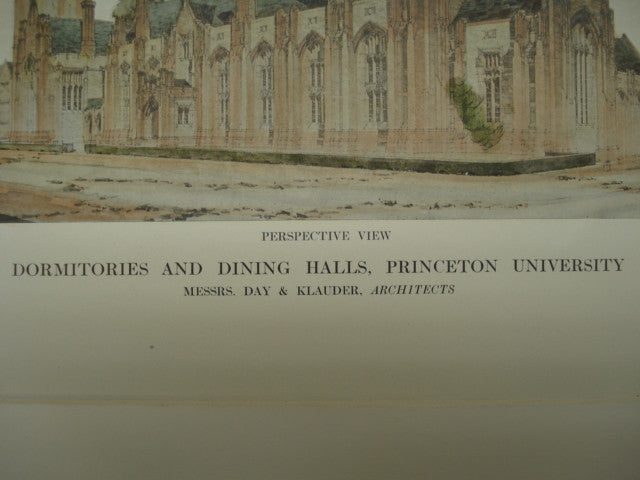 PERSPECTIVE VIEW
DORMITORIES AND DINING HALLS, PRINCETON UNIVERSITY
MESSRS. DAY & KLAUDER, ARCHITECTS